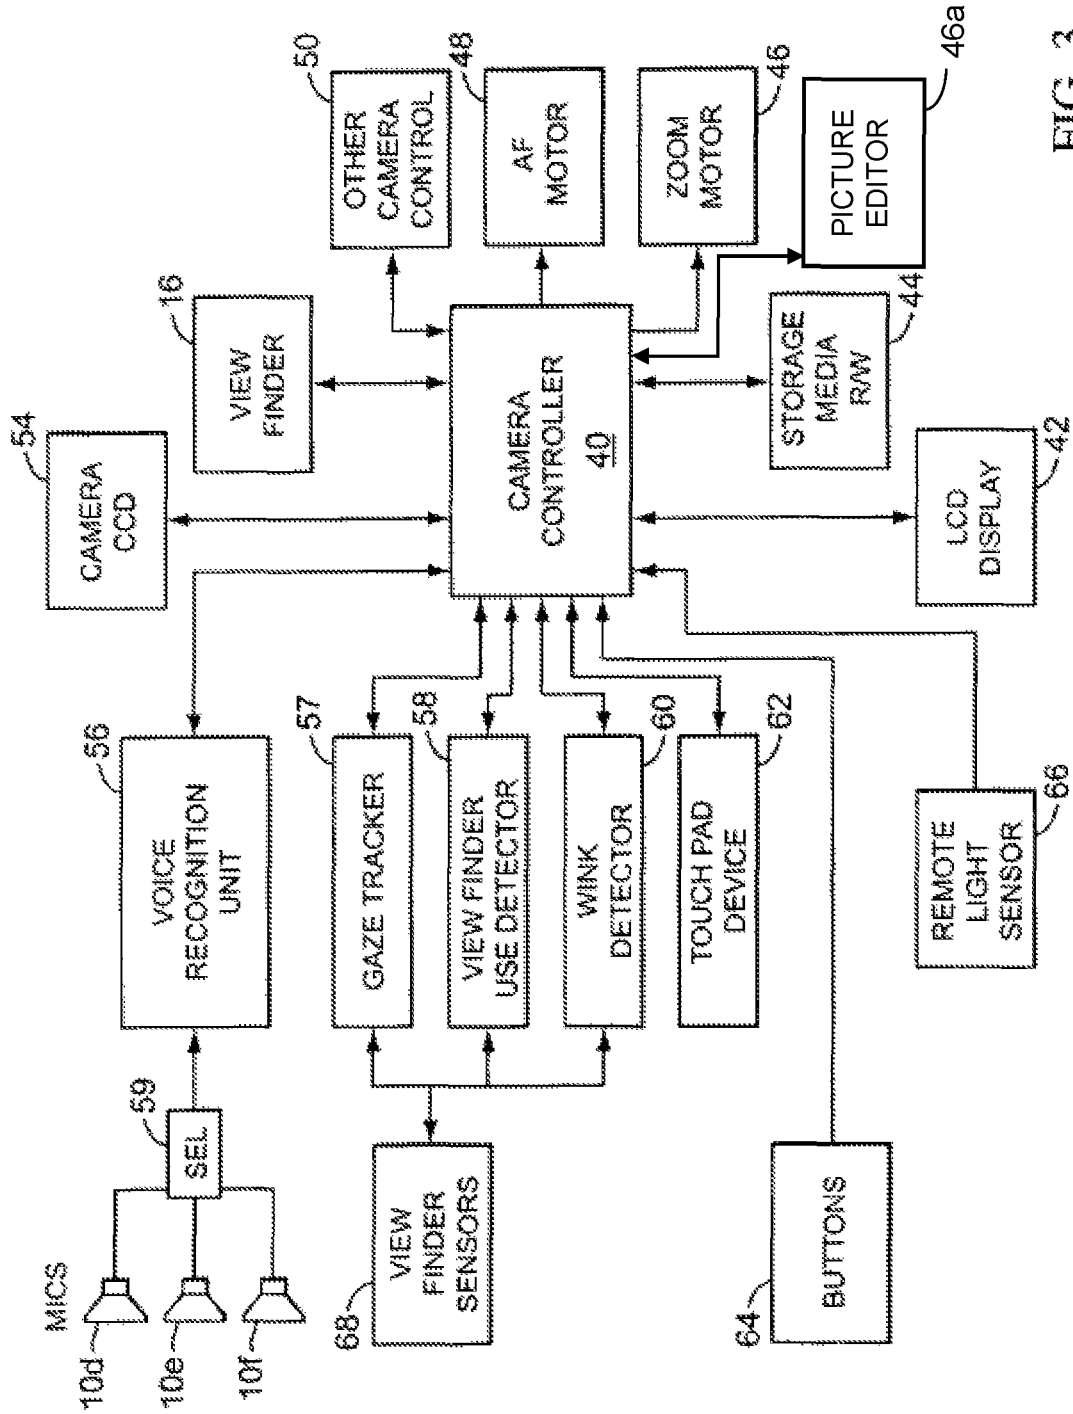 MICS
10d
10e
10f
59
SEL
56
VOICE
RECOGNITION
UNIT
54
CAMERA
CCD
16
VIEW
FINDER
50
OTHER
CAMERA
CONTROL
48
AF
MOTOR
46
ZOOM
MOTOR
46a
PICTURE
EDITOR
57
GAZE TRACKER
58
VIEW FINDER
USE DETECTOR
60
WINK
DETECTOR
62
TOUCH PAD
DEVICE
CAMERA
CONTROLLER
40
STORAGE
MEDIA
R/W
44
LCD
DISPLAY
42
68
VIEW
FINDER
SENSORS
64
BUTTONS
REMOTE
LIGHT
SENSOR
66
FIG.